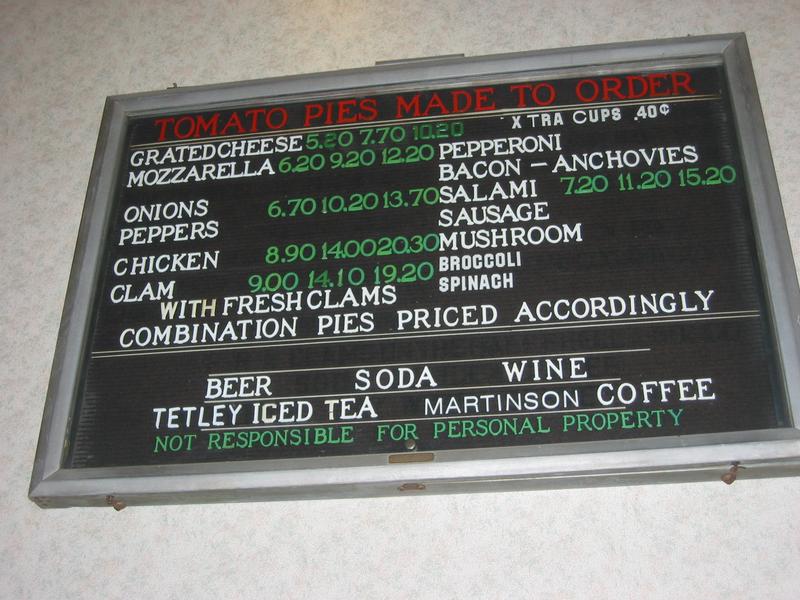 TOMATO PIES MADE TO ORDER
XTRA CUPS .40¢
GRATED CHEESE 5.20 7.70 10.20
MOZZARELLA 6.20 9.20 12.20
ONIONS 6.70 10.20 13.70
PEPPERS
CHICKEN 8.90 14.00 20.30
CLAM 9.00 14.10 19.20
WITH FRESH CLAMS
PEPPERONI
BACON - ANCHOVIES
SALAMI 7.20 11.20 15.20
SAUSAGE
MUSHROOM
BROCCOLI
SPINACH
COMBINATION PIES PRICED ACCORDINGLY
BEER SODA WINE
TETLEY ICED TEA MARTINSON COFFEE
NOT RESPONSIBLE FOR PERSONAL PROPERTY